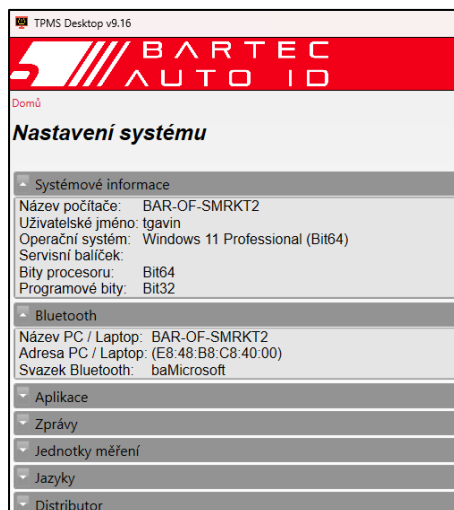 TPMS Desktop v9.16
BARTEC
AUTO ID
Domů
Nastavení systému
Systémové informace
Název počítače: BAR-OF-SMRKT2
Uživatelské jméno: tgavin
Operační systém: Windows 11 Professional (Bit64)
Servisní balíček:
Bity procesoru: Bit64
Programové bity: Bit32
Bluetooth
Název PC / Laptop: BAR-OF-SMRKT2
Adresa PC / Laptop: (E8:48:B8:C8:40:00)
Svazek Bluetooth: baMicrosoft
Aplikace
Zprávy
Jednotky měření
Jazyky
Distributor